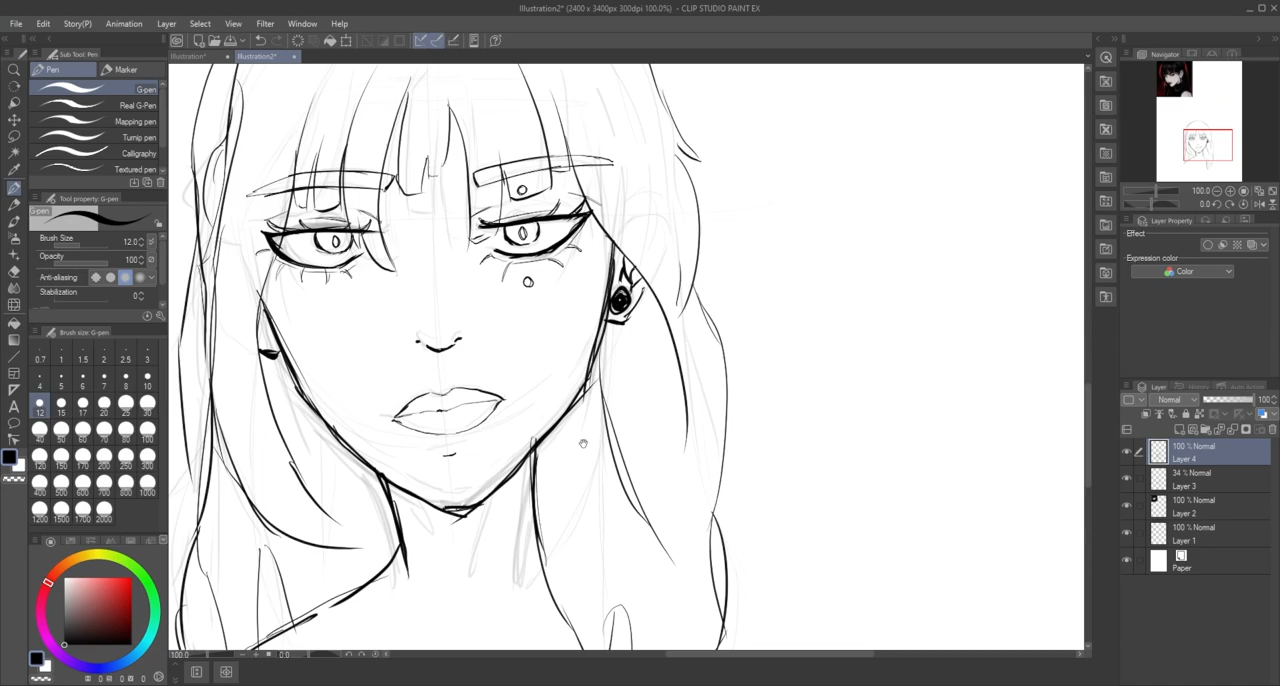 Illustration2* (2400 x 3400px 300dpi 100.0%) - CLIP STUDIO PAINT EX
File Edit Story(P) Animation Layer Select View Filter Window Help
Sub Tool: Pen
Illustration* Illustration2*
Navigator
Pen Marker
G-pen
Real G-Pen
Mapping pen
Turnip pen
Calligraphy
Textured pen
Tool property: G-pen
G-pen
Brush Size 12.0
Opacity 100
Anti-aliasing
Stabilization 0
Brush size: G-pen
0.7 1 1.5 2 2.5 3
4 5 6 7 8 10
12 15 17 20 25 30
40 50 60 70 80 100
120 150 170 200 250 300
400 500 600 700 800 1000
1200 1500 1700 2000
100.0
0.0
Layer Property
Effect
Expression color
Color
Layer History Auto Action
Normal 100
100 % Normal
Layer 4
34 % Normal
Layer 3
100 % Normal
Layer 2
100 % Normal
Layer 1
Paper
100.0 0.0
0 0 0